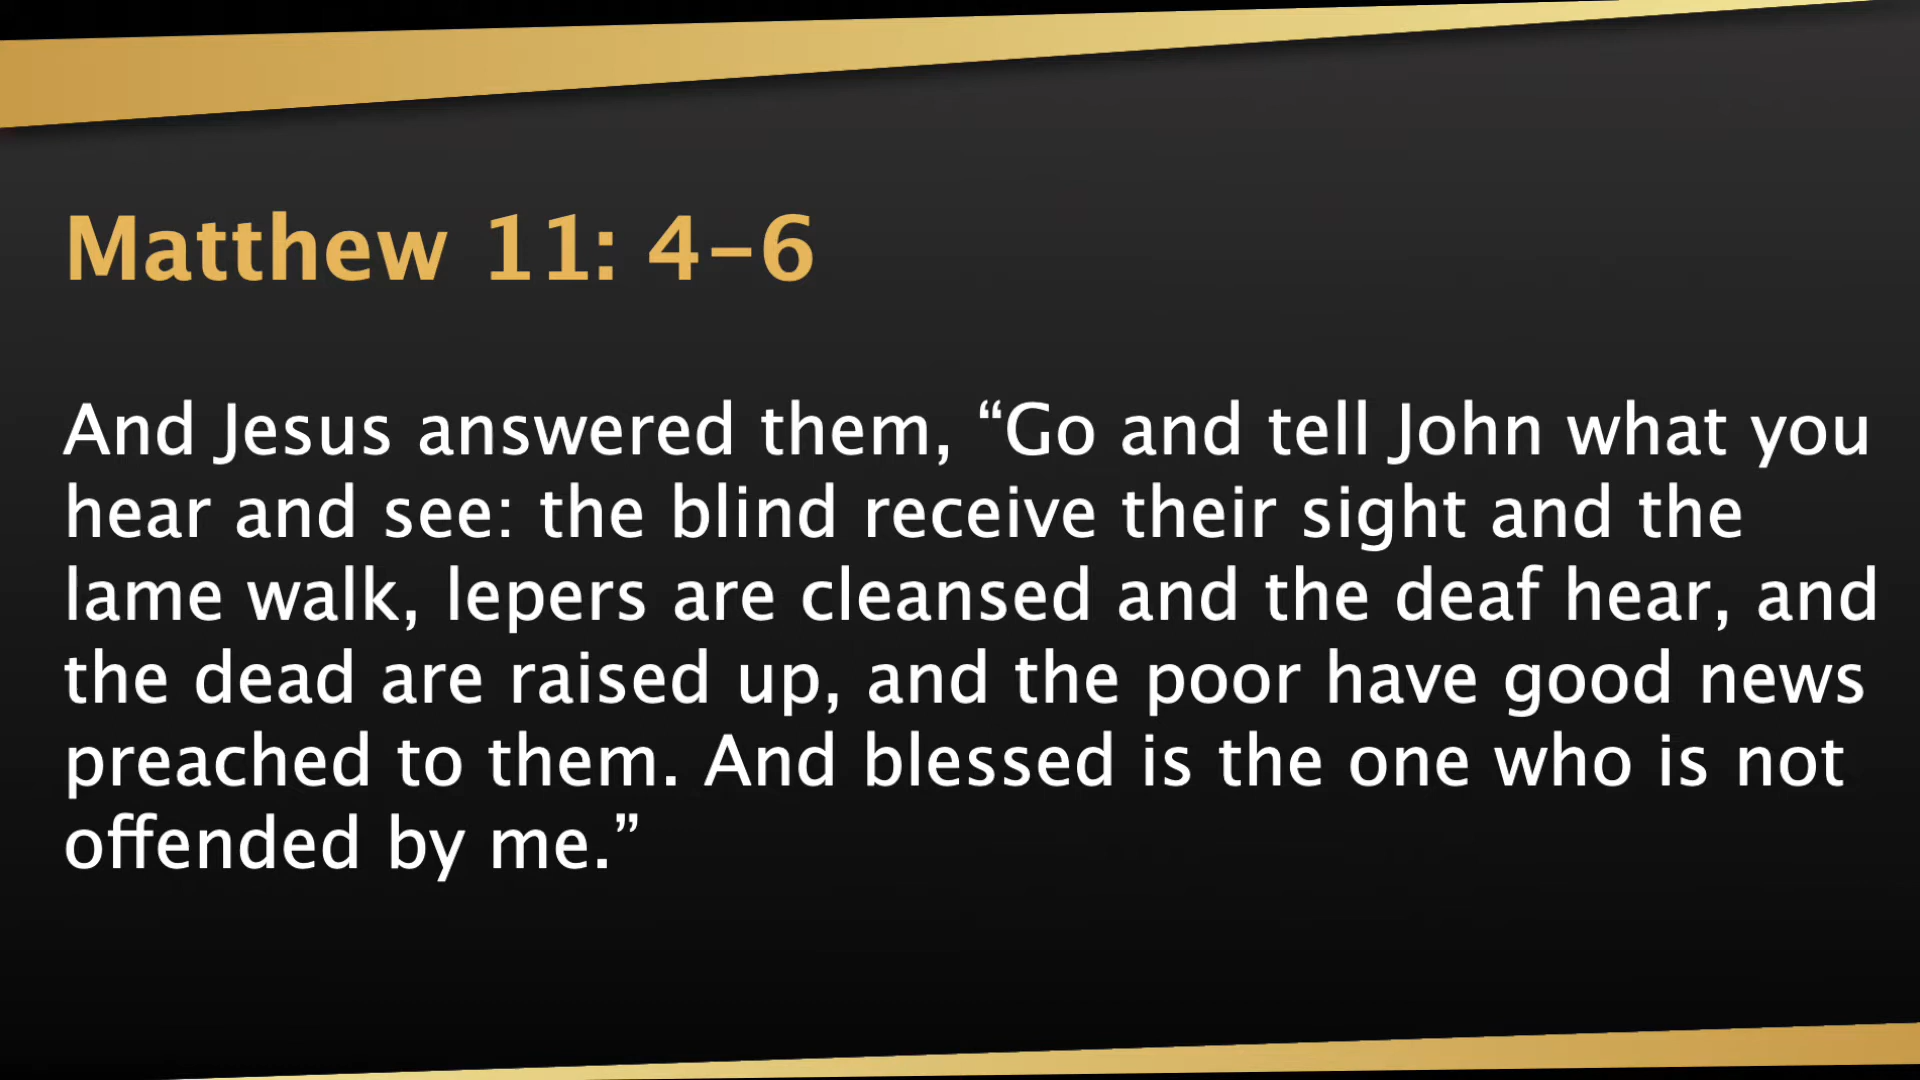 Matthew 11: 4-6
And Jesus answered them, “Go and tell John what you
hear and see: the blind receive their sight and the
lame walk, lepers are cleansed and the deaf hear, and
the dead are raised up, and the poor have good news
preached to them. And blessed is the one who is not
offended by me.”